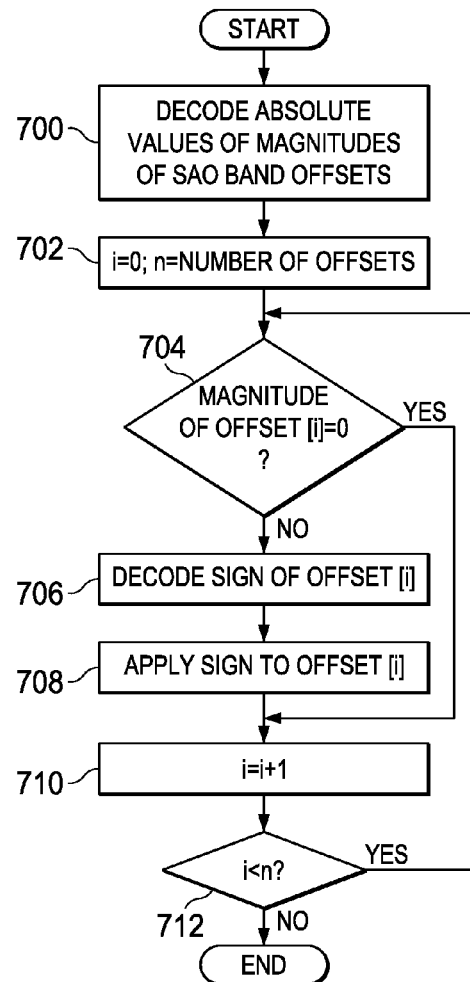 START
700
DECODE ABSOLUTE
VALUES OF MAGNITUDES
OF SAO BAND OFFSETS
702
i=0; n=NUMBER OF OFFSETS
704
MAGNITUDE
OF OFFSET [i]=0
?
YES
NO
706
DECODE SIGN OF OFFSET [i]
708
APPLY SIGN TO OFFSET [i]
710
i=i+1
i<n?
YES
712
NO
END